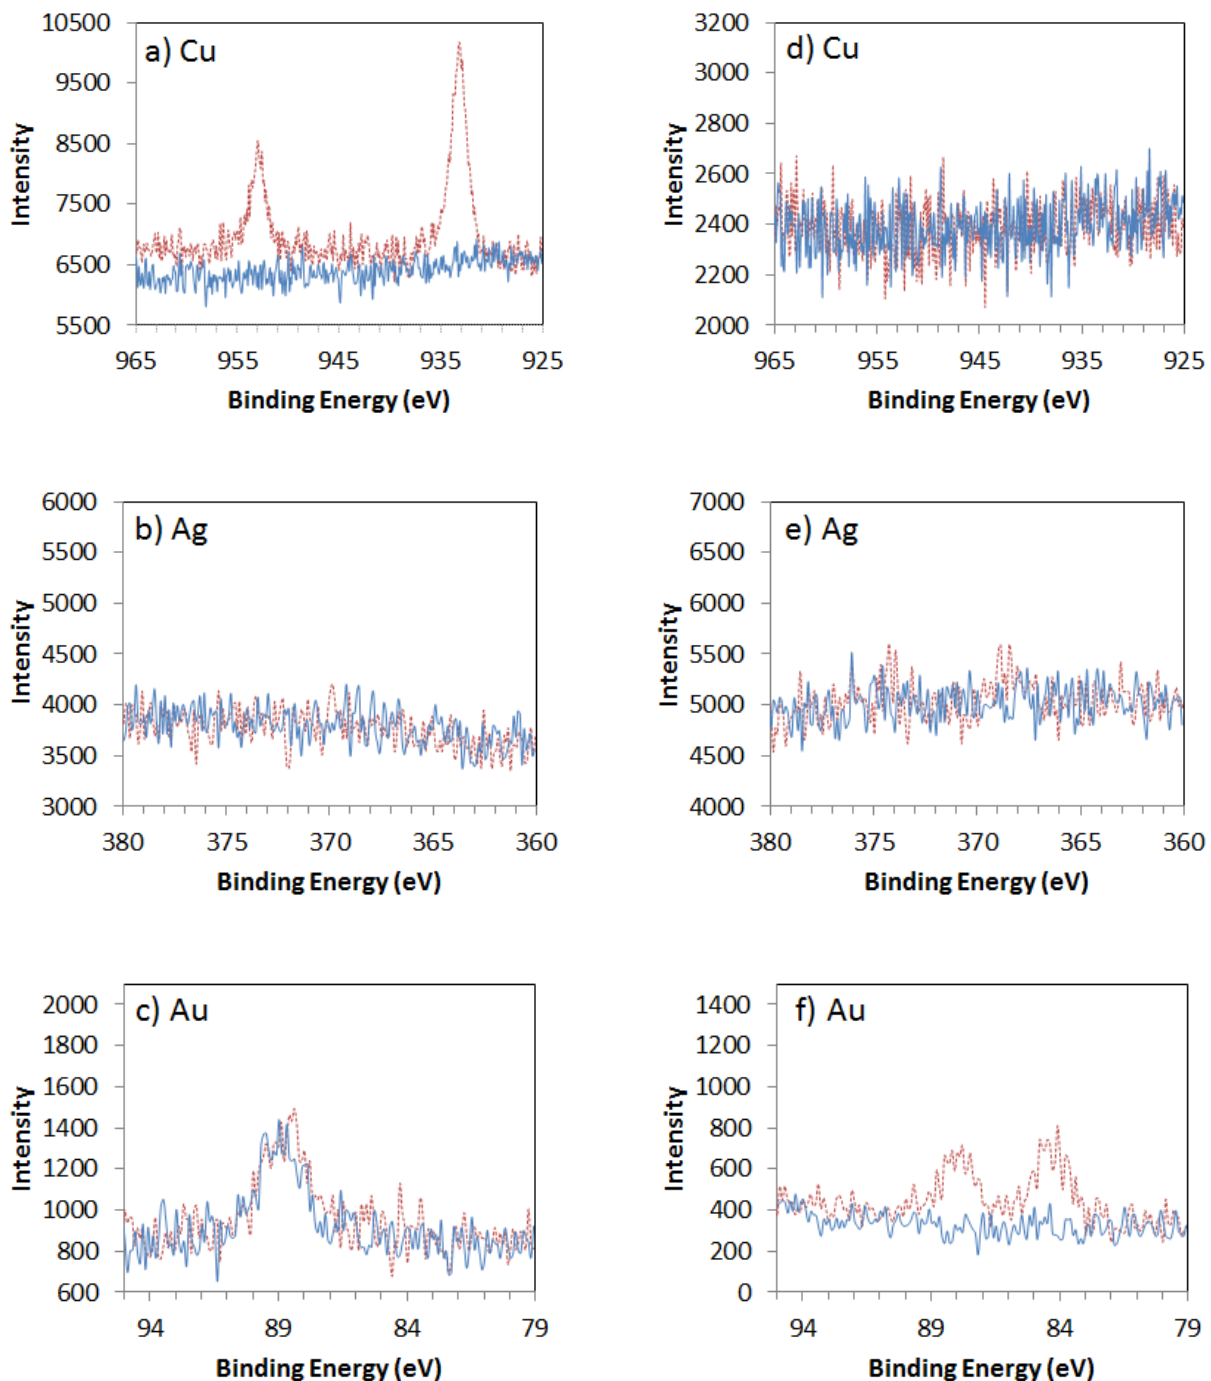 a) Cu
Intensity
10500
9500
8500
7500
6500
5500
965 955 945 935 925
Binding Energy (eV)
d) Cu
Intensity
3200
3000
2800
2600
2400
2200
2000
965 955 945 935 925
Binding Energy (eV)
b) Ag
Intensity
6000
5500
5000
4500
4000
3500
3000
380 375 370 365 360
Binding Energy (eV)
e) Ag
Intensity
7000
6500
6000
5500
5000
4500
4000
380 375 370 365 360
Binding Energy (eV)
c) Au
Intensity
2000
1800
1600
1400
1200
1000
800
600
94 89 84 79
Binding Energy (eV)
f) Au
Intensity
1400
1200
1000
800
600
400
200
0
94 89 84 79
Binding Energy (eV)